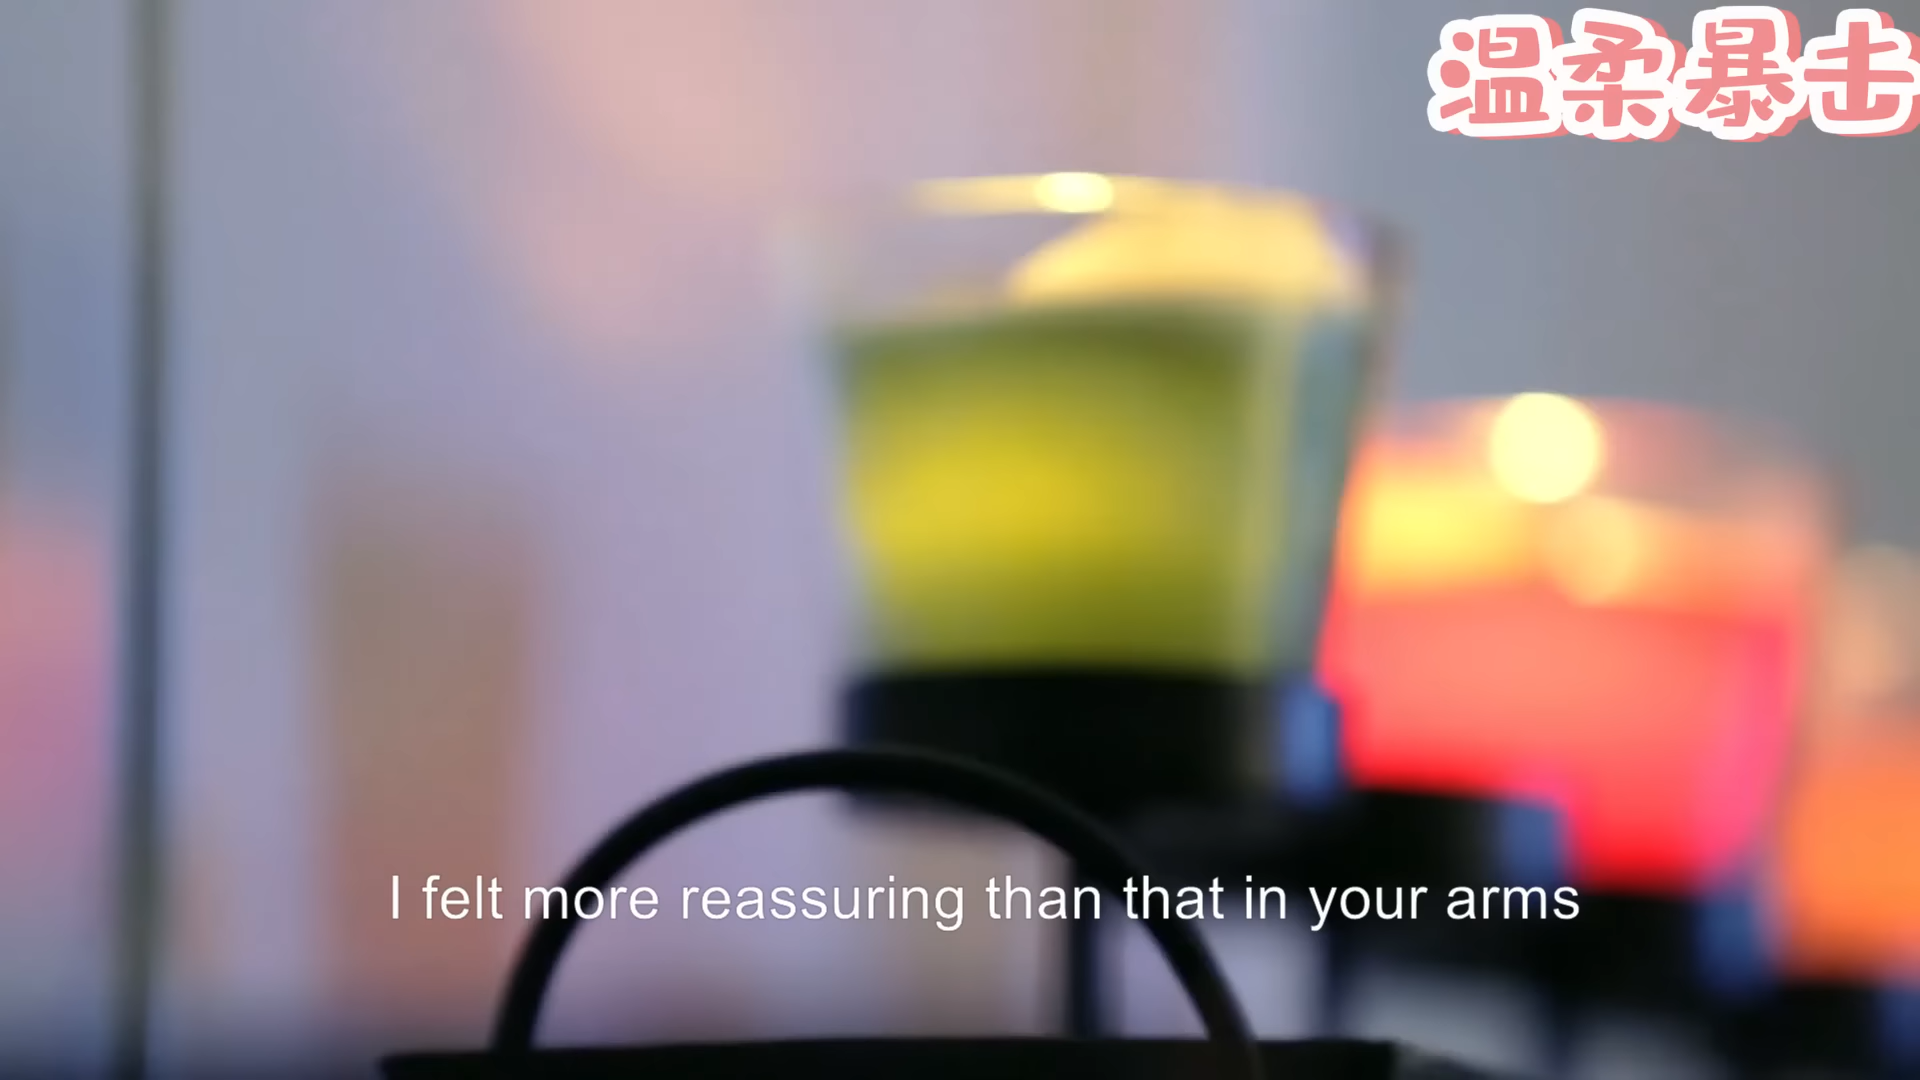 温柔暴击
I felt more reassuring than that in your arms